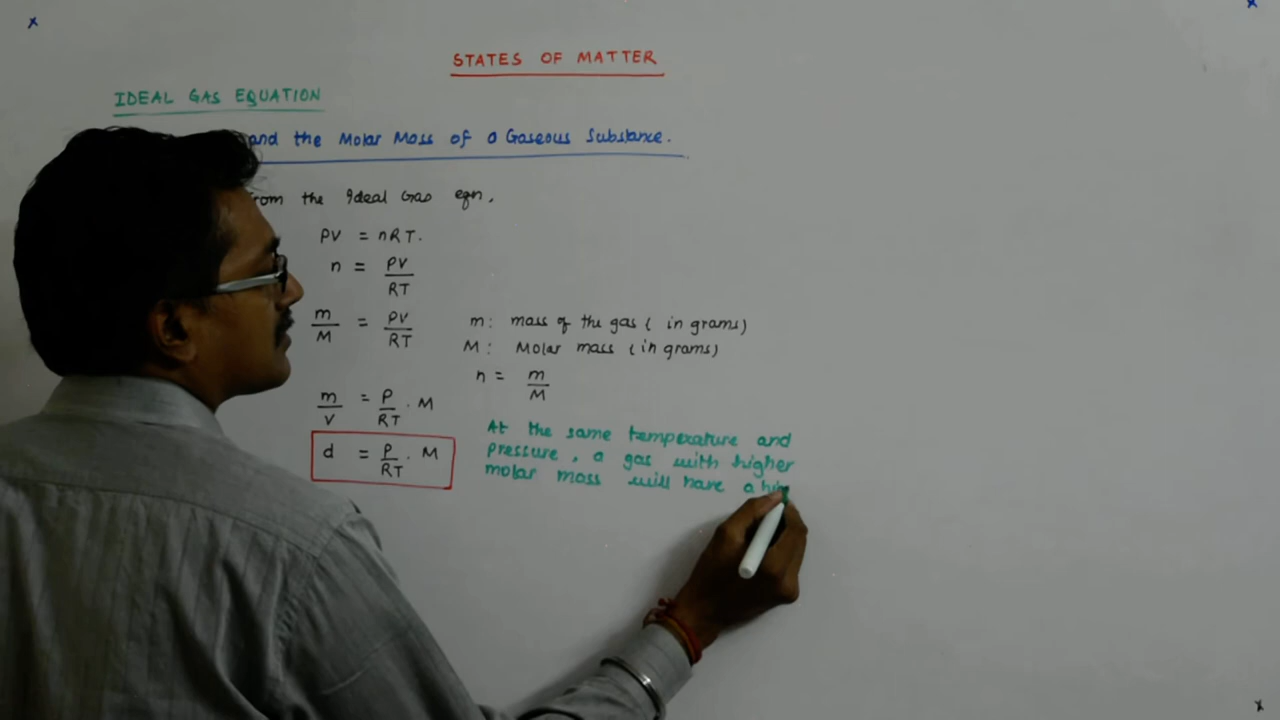 STATES OF MATTER
IDEAL GAS EQUATION
and the Molar Mass of a Gaseous Substance.
the Ideal Gas eqn,
PV = nRT.
n = PV/RT
m/M = PV/RT
m: mass of the gas ( in grams)
M: Molar mass (in grams)
n = m/M
m/V = P/RT . M
d = P/RT . M
At the same temperature and
pressure, a gas with higher
molar mass will have a